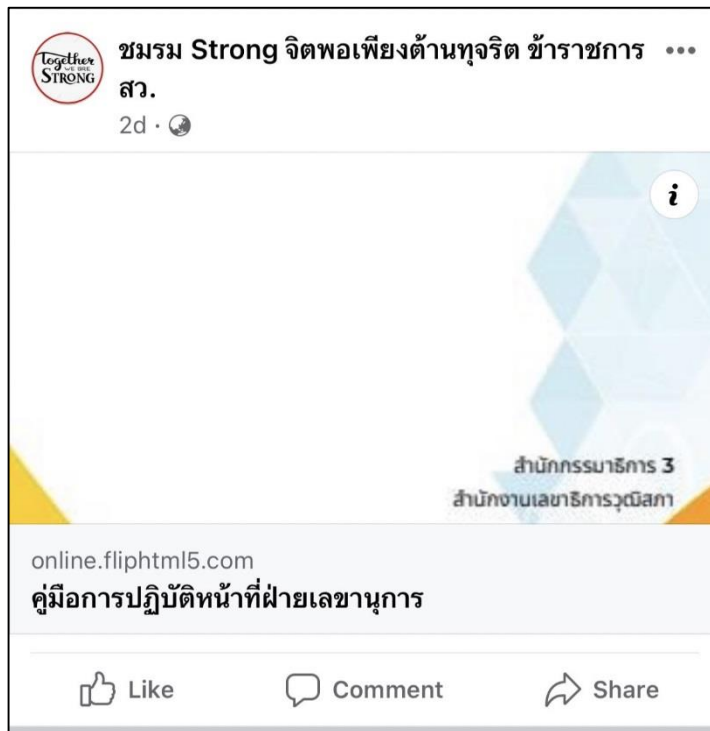 Together
WE ARE
STRONG
ชมรม Strong จิตพอเพียงต้านทุจริต ข้าราชการ
สว.
2d ·
i
สำนักกรรมาธิการ 3
สำนักงานเลขาธิการวุฒิสภา
online.fliphtml5.com
คู่มือการปฏิบัติหน้าที่ฝ่ายเลขานุการ
Like Comment Share